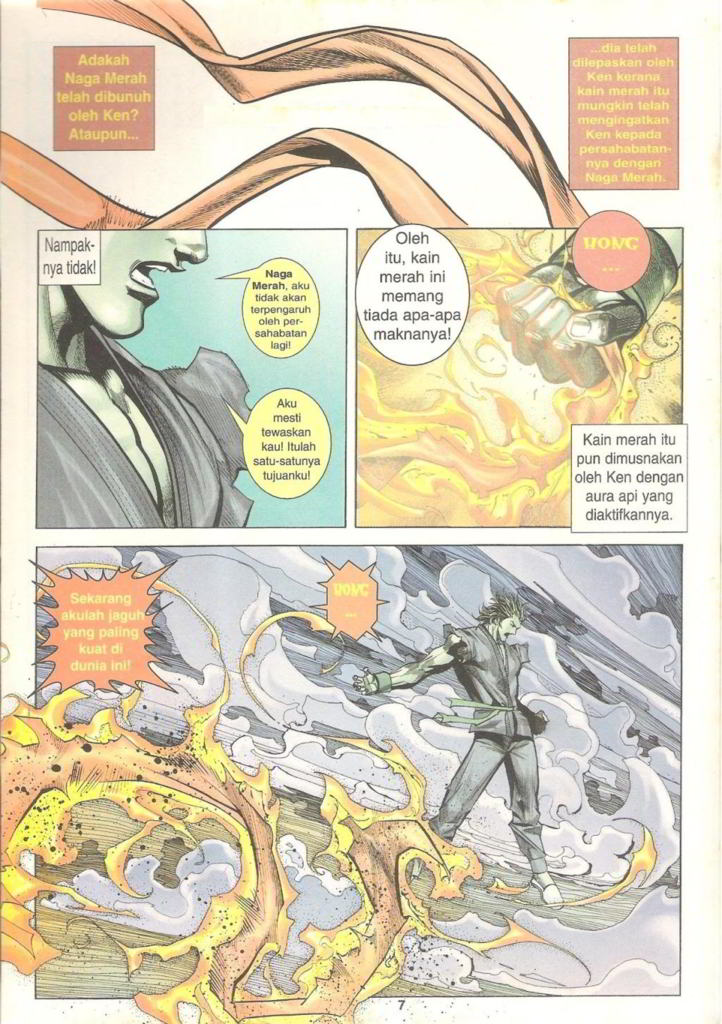 Adakah
Naga Merah
telah dibunuh
oleh Ken?
Ataupun...
...dia telah
dilepaskan oleh
Ken kerana
kain merah itu
mungkin telah
mengingatkan
Ken kepada
persahabatan-
nya dengan
Naga Merah.
Nampak-
nya tidak!
Naga
Merah, aku
tidak akan
terpengaruh
oleh per-
sahabatan
lagi!
Aku
mesti
tewaskan
kau! Itulah
satu-satunya
tujuanku!
Oleh
itu, kain
merah ini
memang
tiada apa-apa
maknanya!
HONG
...
Kain merah itu
pun dimusnakan
oleh Ken dengan
aura api yang
diaktifkannya.
Sekarang
akulah jaguh
yang paling
kuat di
dunia ini!
HONG
...
7